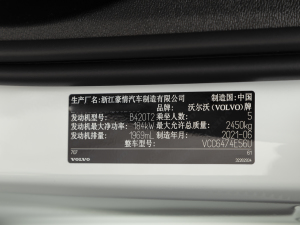 生产厂名:浙江豪情汽车制造有限公司 制造国:中国
品牌 沃尔沃(VOLVO)牌
发动机型号 B420T2 乘坐人数 5
发动机最大净功率 184kW 最大允许总质量 2450kg
发动机排量 1969mL 制造年月 2021-06
整车型号 VCC6474E56U
VOLVO